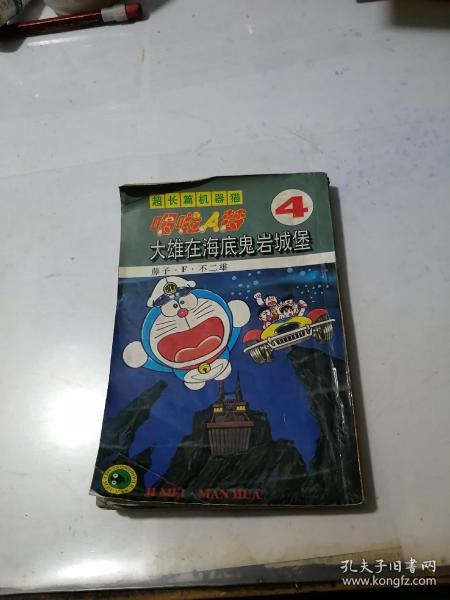 超长篇机器猫
哆啦A梦
4
大雄在海底鬼岩城堡
藤子·F·不二雄
JI MEI · MAN HUA
孔夫子旧书网
www.kongfz.com